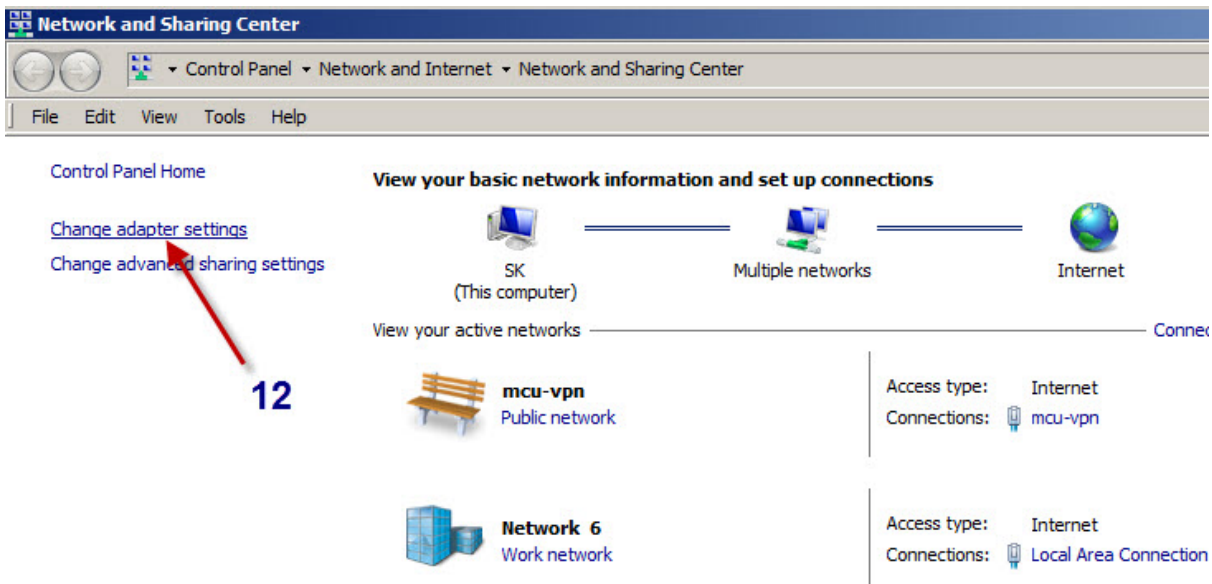 Network and Sharing Center
Control Panel Network and Internet Network and Sharing Center
File Edit View Tools Help
Control Panel Home
Change adapter settings
Change advanced sharing settings
12
View your basic network information and set up connections
SK
(This computer)
Multiple networks
Internet
View your active networks
Connec
mcu-vpn
Public network
Access type: Internet
Connections: mcu-vpn
Network 6
Work network
Access type: Internet
Connections: Local Area Connection